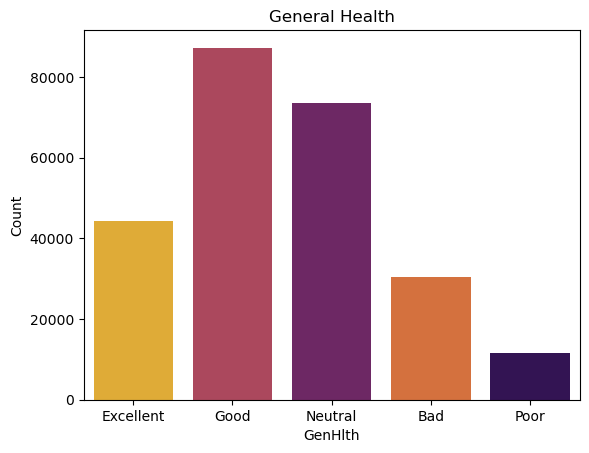 General Health
80000
60000
40000
20000
0
Count
Excellent Good Neutral Bad Poor
GenHlth